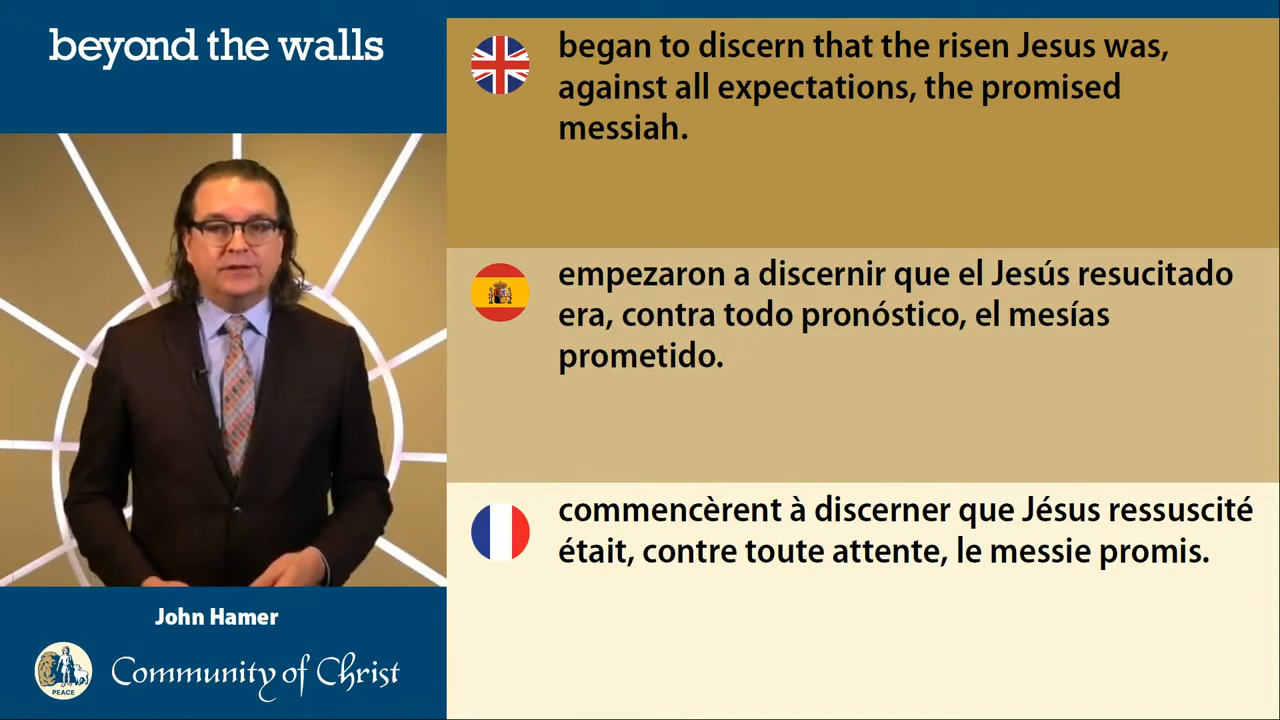 beyond the walls
began to discern that the risen Jesus was,
against all expectations, the promised
messiah.
empezaron a discernir que el Jesús resucitado
era, contra todo pronóstico, el mesías
prometido.
commencèrent à discerner que Jésus ressuscité
était, contre toute attente, le messie promis.
John Hamer
PEACE
Community of Christ